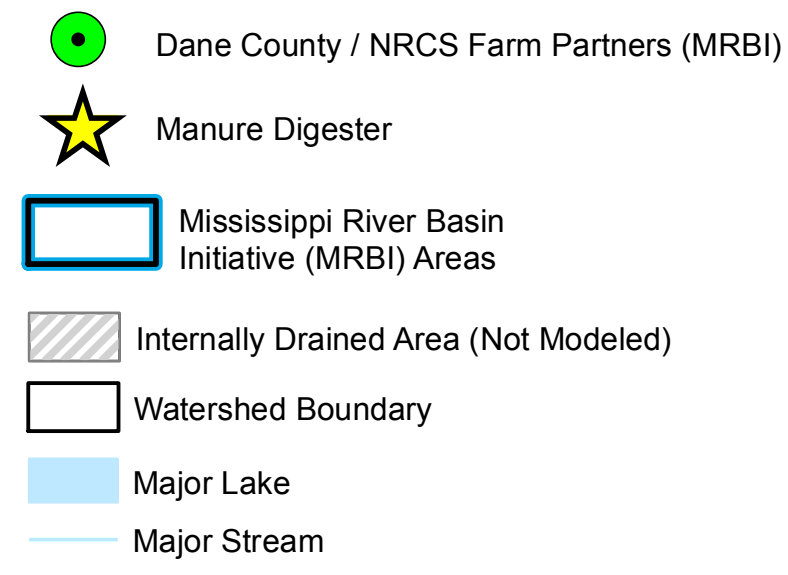 Dane County / NRCS Farm Partners (MRBI)
Manure Digester
Mississippi River Basin
Initiative (MRBI) Areas
Internally Drained Area (Not Modeled)
Watershed Boundary
Major Lake
Major Stream